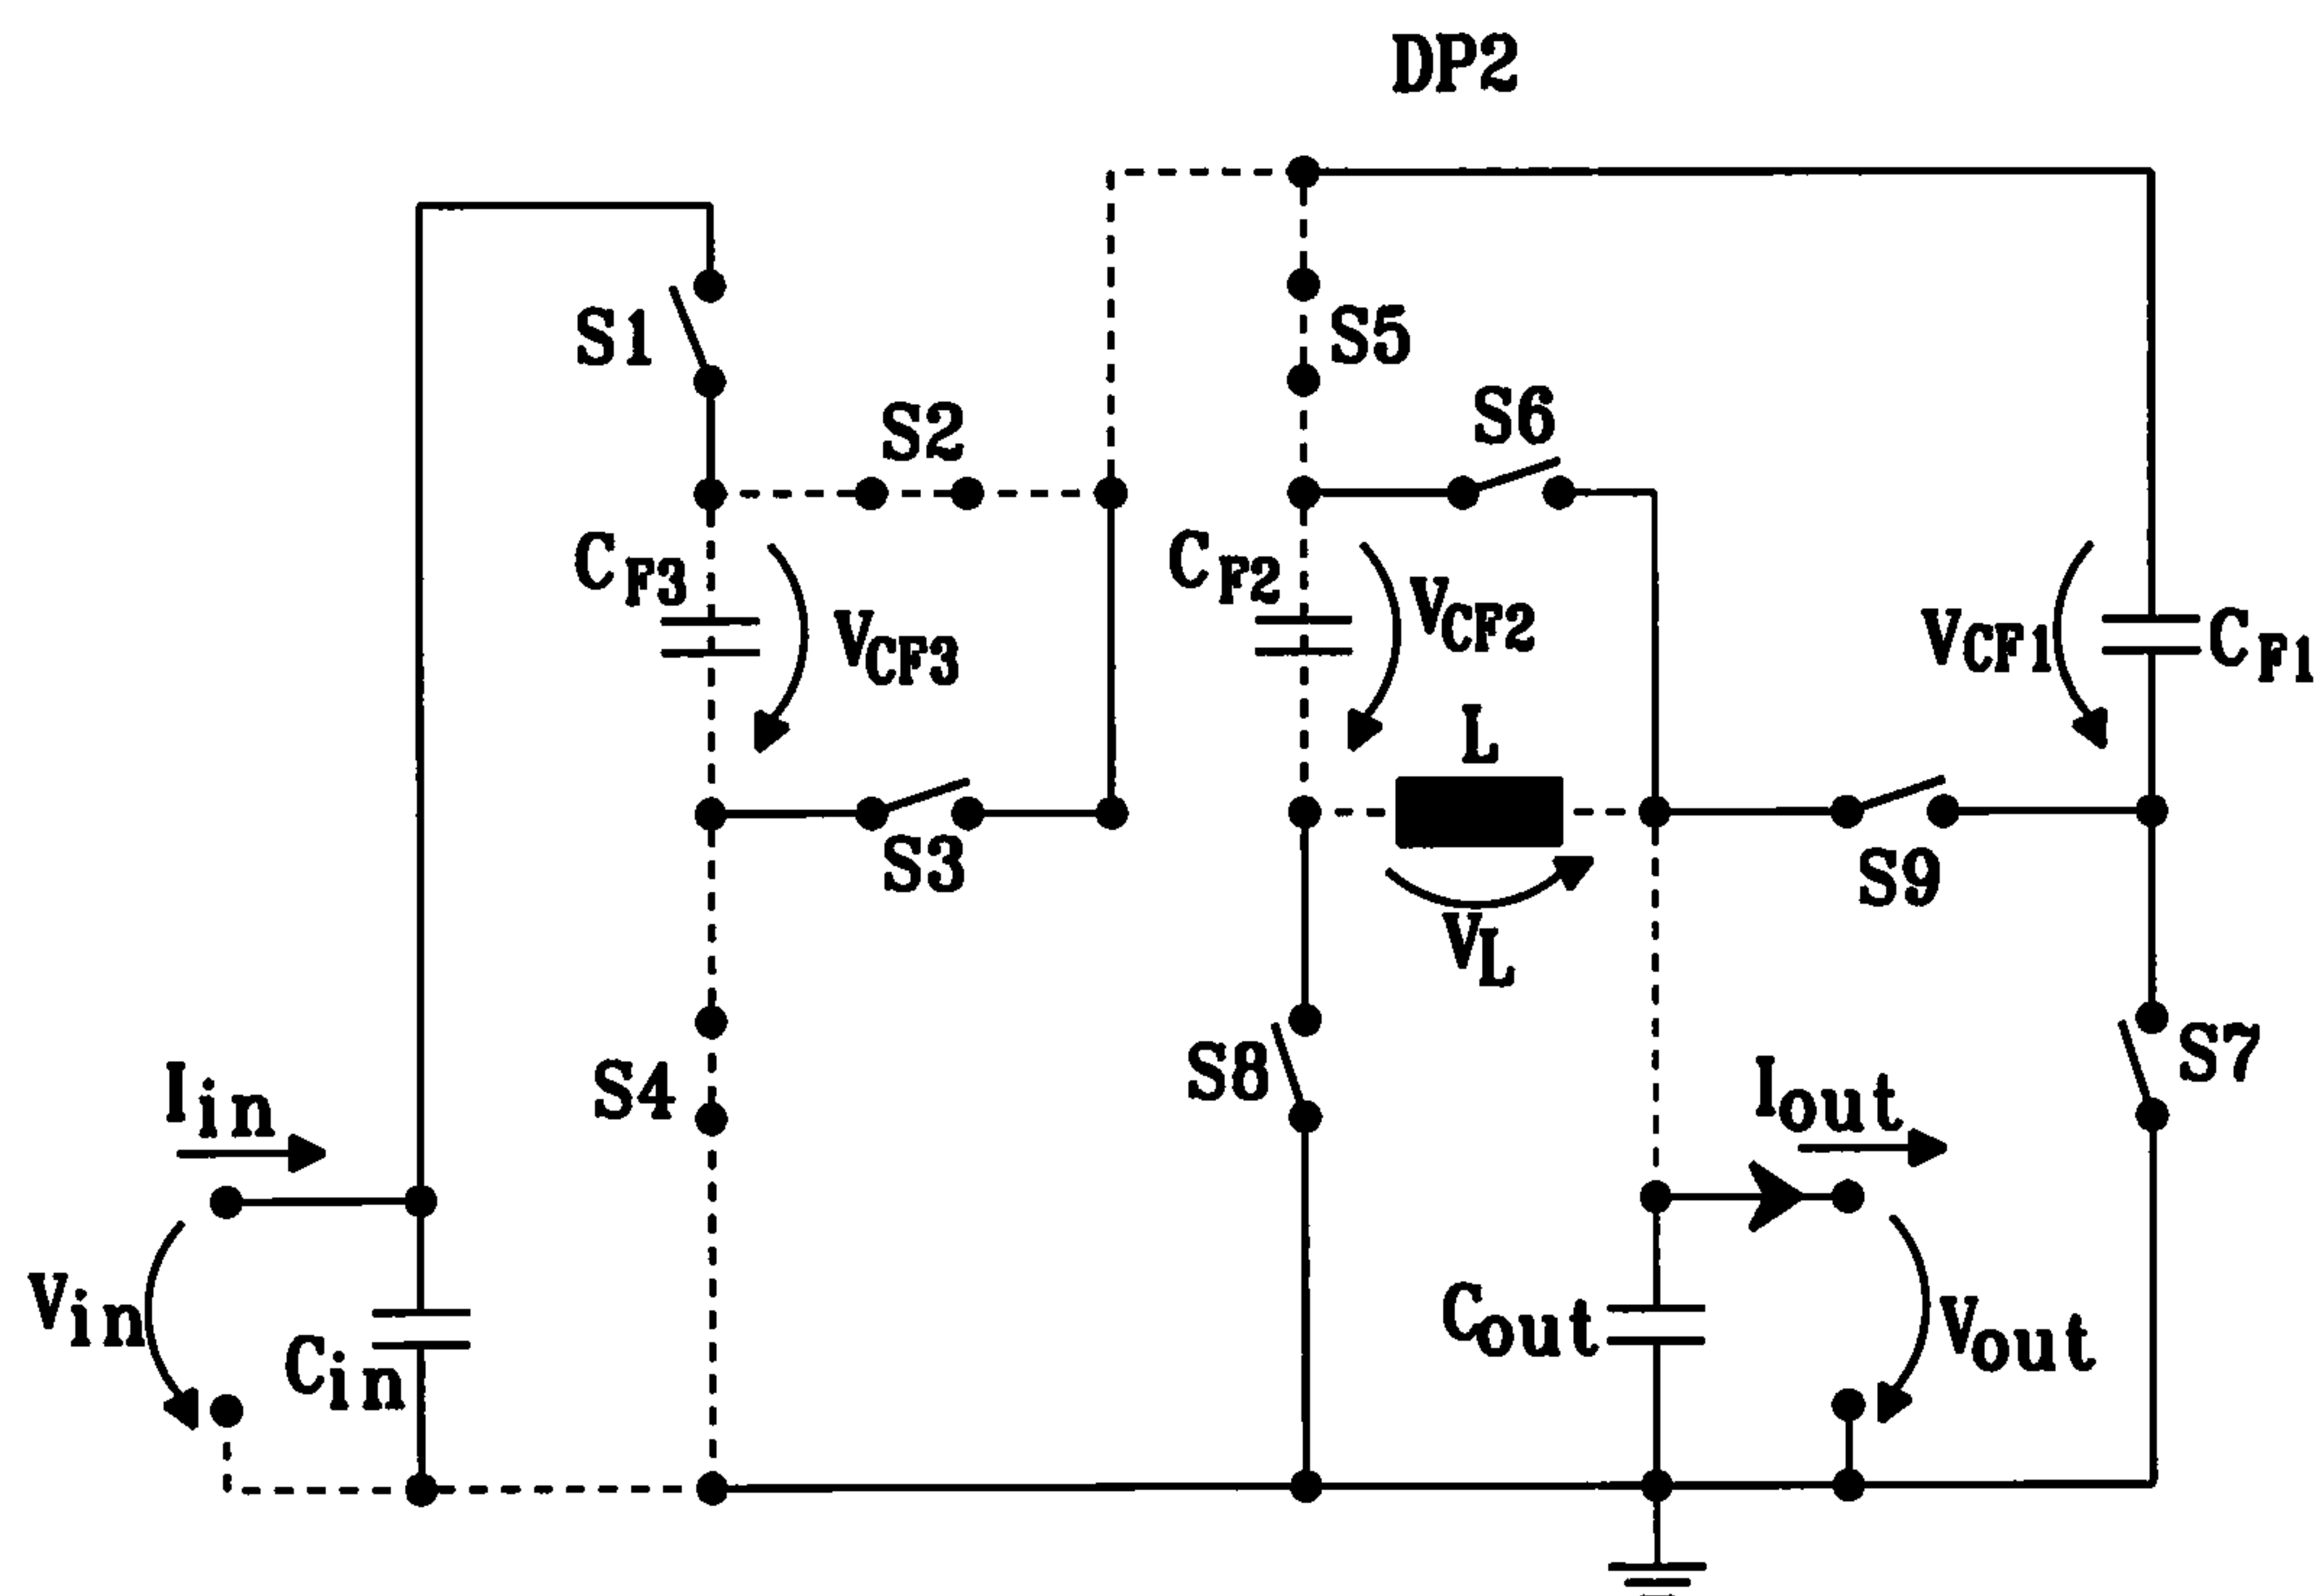 DP2
S1
S5
S2
S6
CF3
VCF3
CF2
VCF2
VCF1
CF1
L
S3
S9
VL
S4
S8
S7
Iin
Iout
Vin
Cin
Cout
Vout